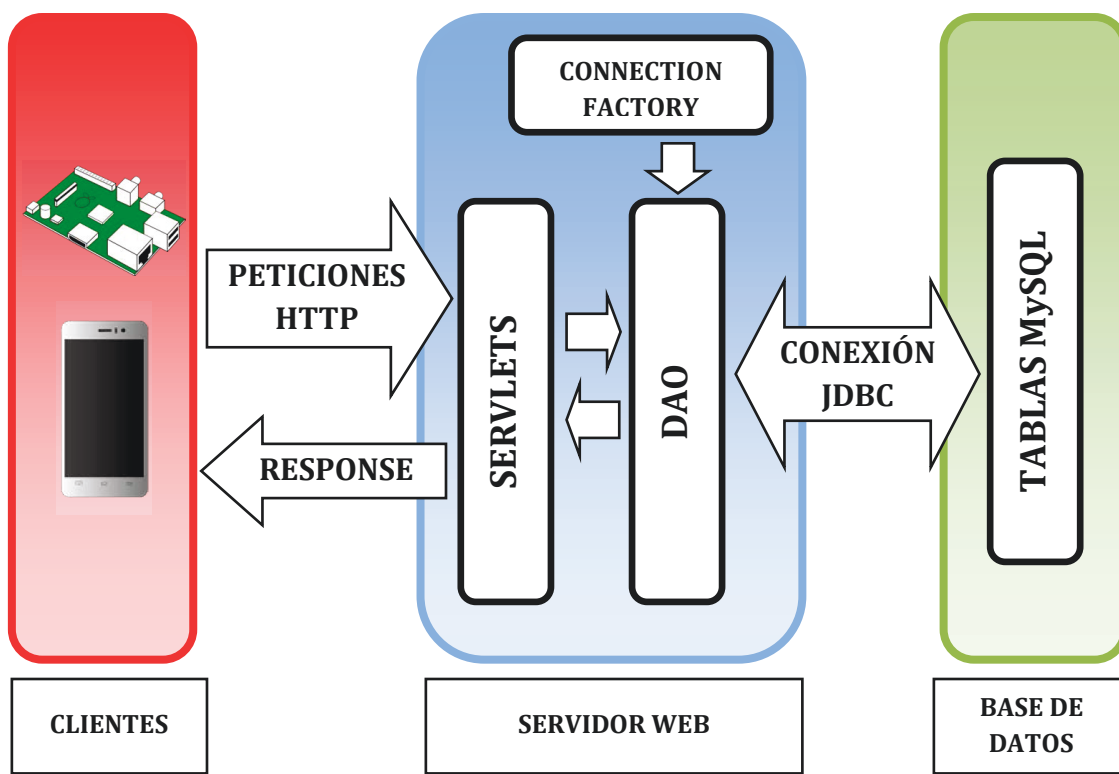 CONNECTION
FACTORY
PETICIONES
HTTP
RESPONSE
SERVLETS
DAO
CONEXIÓN
JDBC
TABLAS MySQL
CLIENTES
SERVIDOR WEB
BASE DE
DATOS